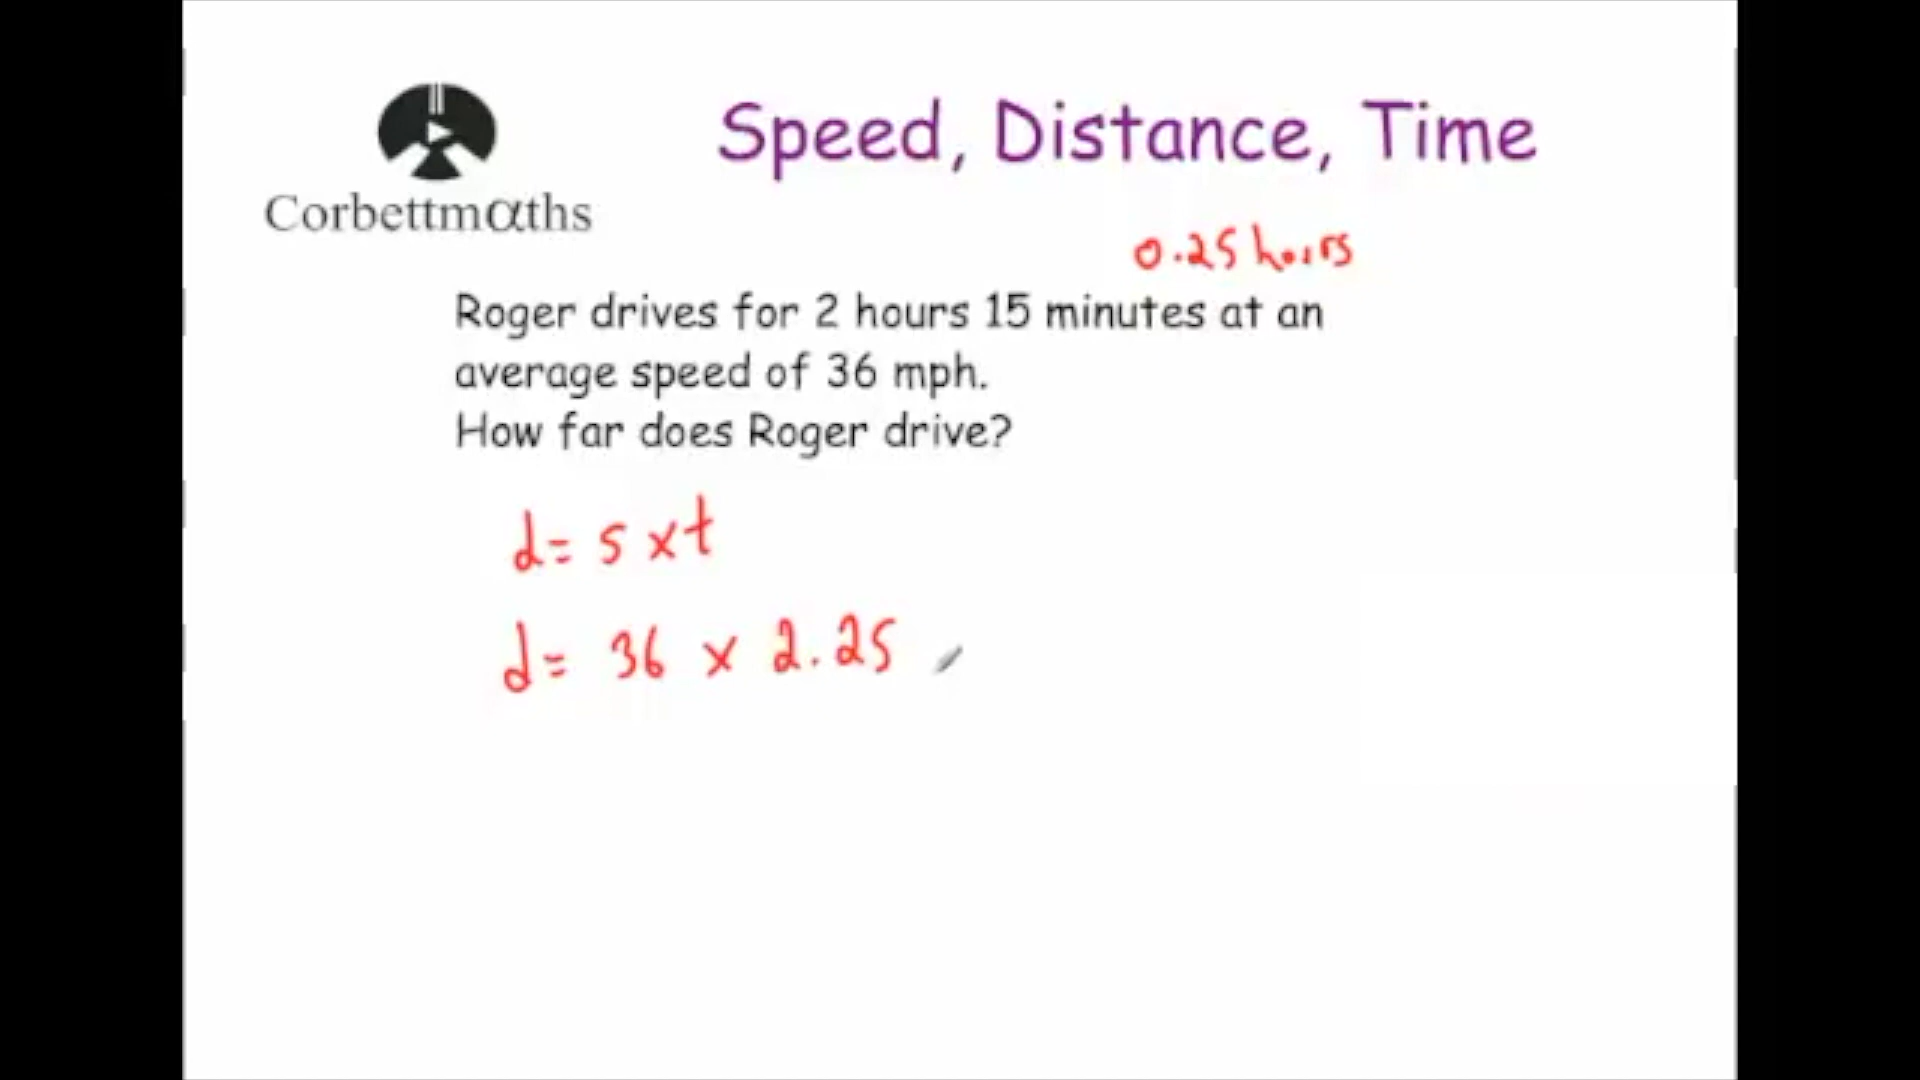 Speed, Distance, Time
Corbettmαths
0.25 hours
Roger drives for 2 hours 15 minutes at an
average speed of 36 mph.
How far does Roger drive?
d= s x t
d= 36 x 2.25